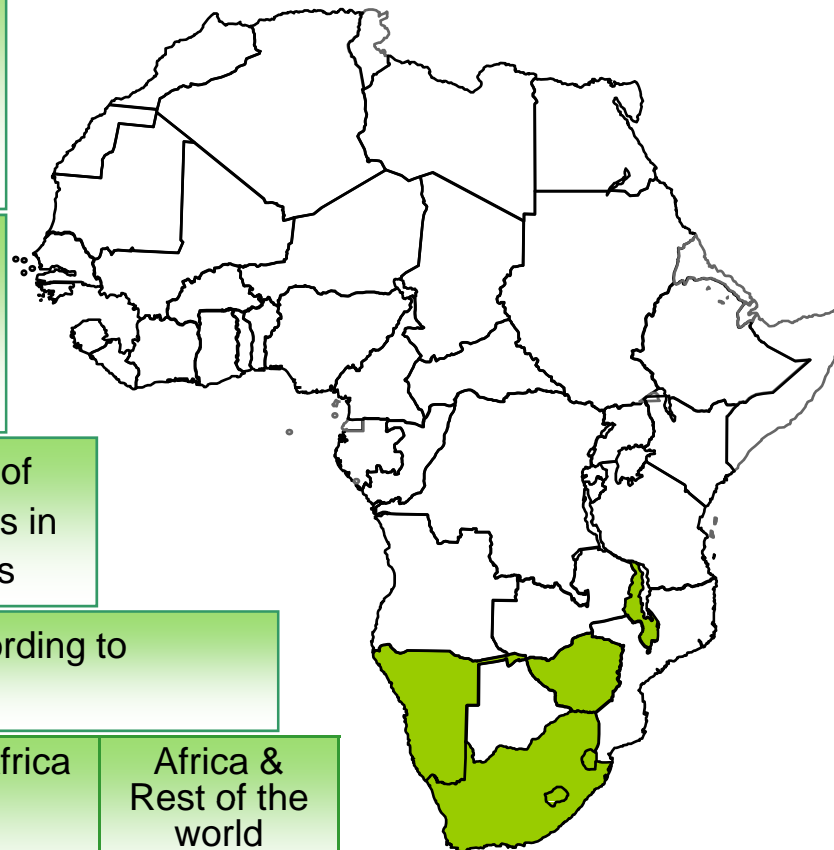 of
s in
s
ording to
frica
Africa &
Rest of the
world